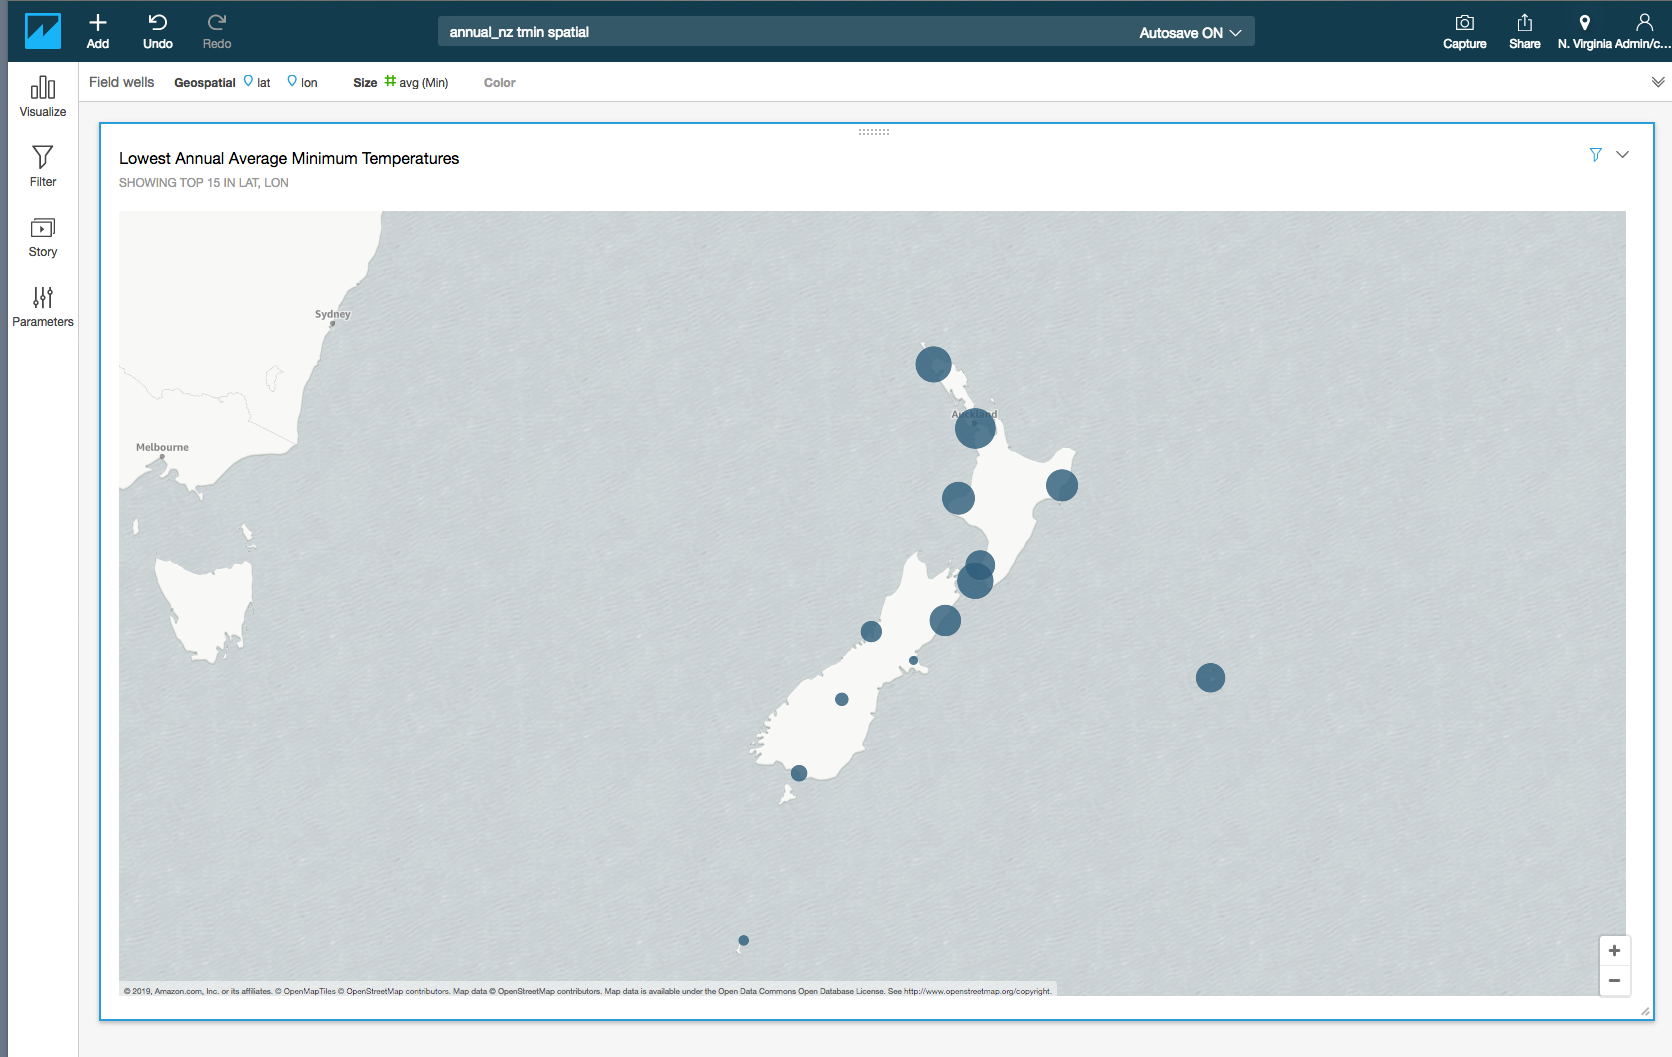 Add
Undo
Redo
annual_nz tmin spatial
Autosave ON
Capture
Share
N. Virginia Admin/c...
Visualize
Filter
Story
Parameters
Field wells Geospatial lat lon Size avg (Min) Color
Lowest Annual Average Minimum Temperatures
SHOWING TOP 15 IN LAT, LON
Sydney
Auckland
Melbourne
+
−
© 2019, Amazon.com, Inc. or its affiliates. © OpenMapTiles © OpenStreetMap contributors. Map data © OpenStreetMap contributors. Map data is available under the Open Data Commons Open Database License. See http://www.openstreetmap.org/copyright.